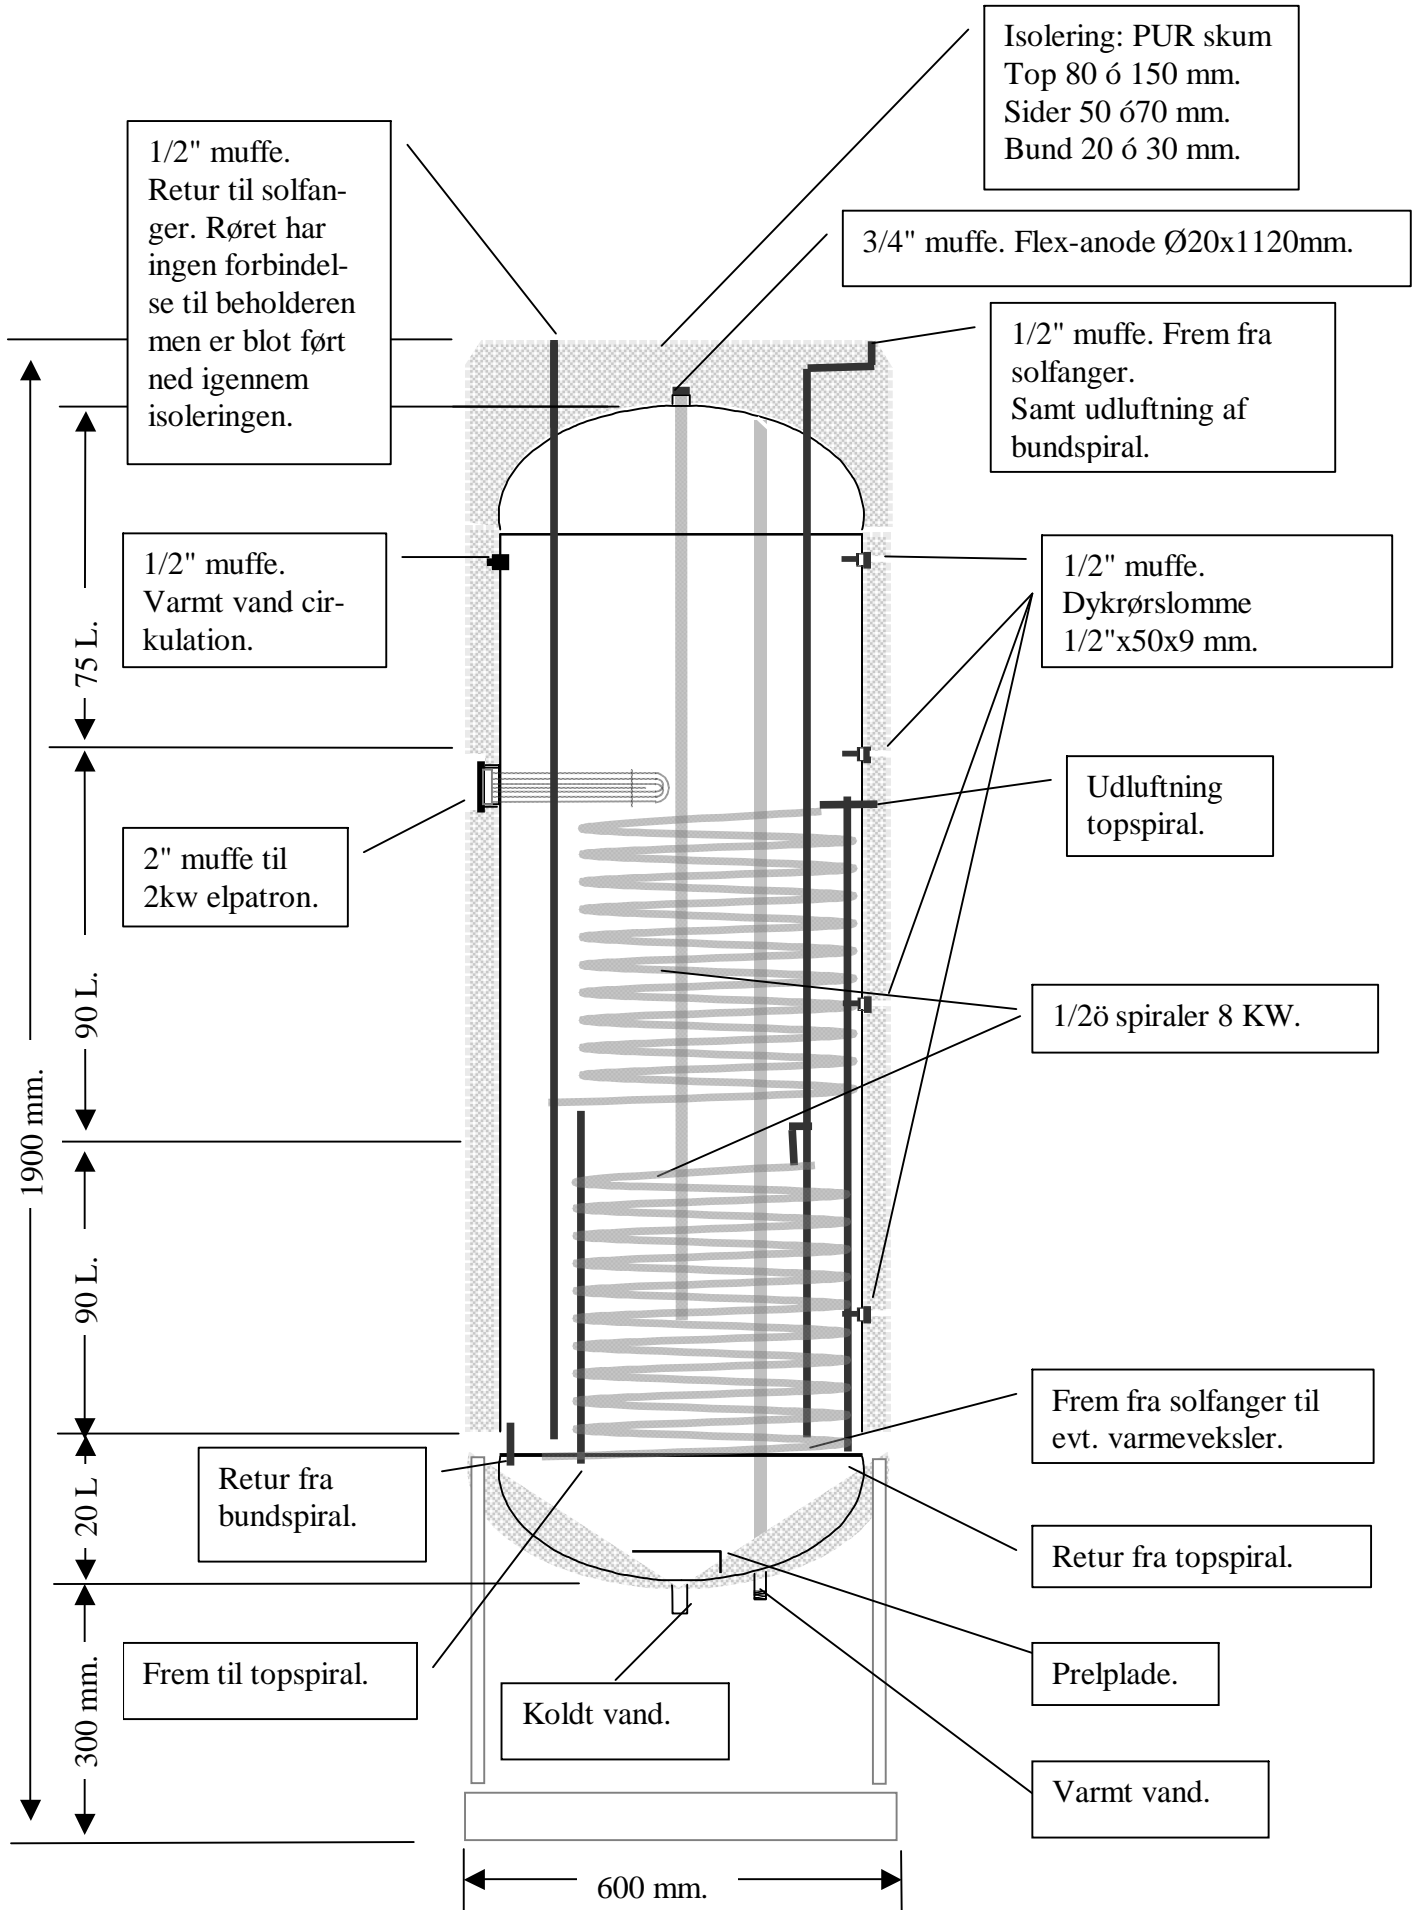 Isolering: PUR skum
Top 80 ó 150 mm.
Sider 50 ó70 mm.
Bund 20 ó 30 mm.
1/2" muffe.
Retur til solfan-
ger. Røret har
ingen forbindel-
se til beholderen
men er blot ført
ned igennem
isoleringen.
3/4" muffe. Flex-anode Ø20x1120mm.
1/2" muffe. Frem fra
solfanger.
Samt udluftning af
bundspiral.
1/2" muffe.
Varmt vand cir-
kulation.
1/2" muffe.
Dykrørslomme
1/2"x50x9 mm.
75 L.
Udluftning
topspiral.
2" muffe til
2kw elpatron.
90 L.
1/2ö spiraler 8 KW.
1900 mm.
90 L.
Frem fra solfanger til
evt. varmeveksler.
Retur fra
bundspiral.
20 L
Retur fra topspiral.
Frem til topspiral.
Prelplade.
Koldt vand.
300 mm.
Varmt vand.
600 mm.